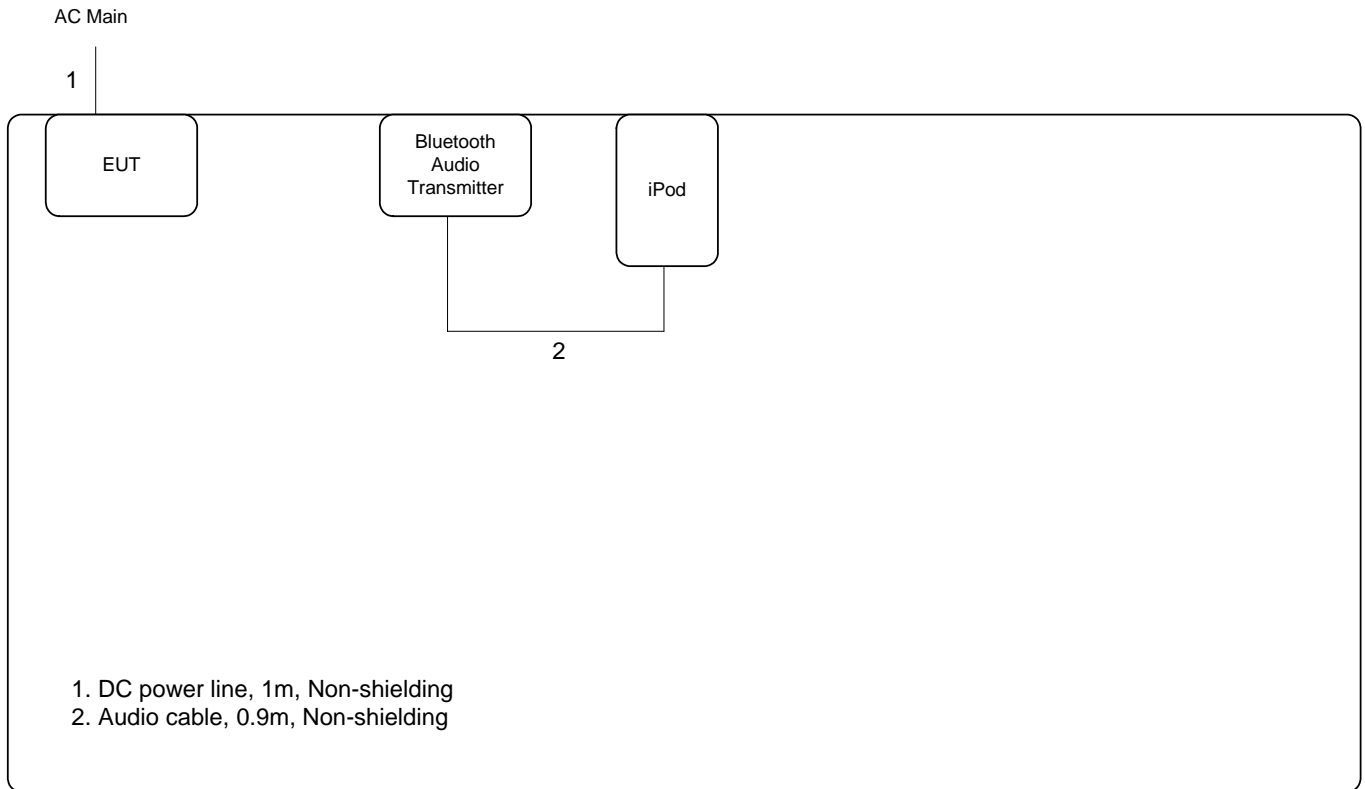 AC Main
1
EUT
Bluetooth
Audio
Transmitter
iPod
2
1. DC power line, 1m, Non-shielding
2. Audio cable, 0.9m, Non-shielding